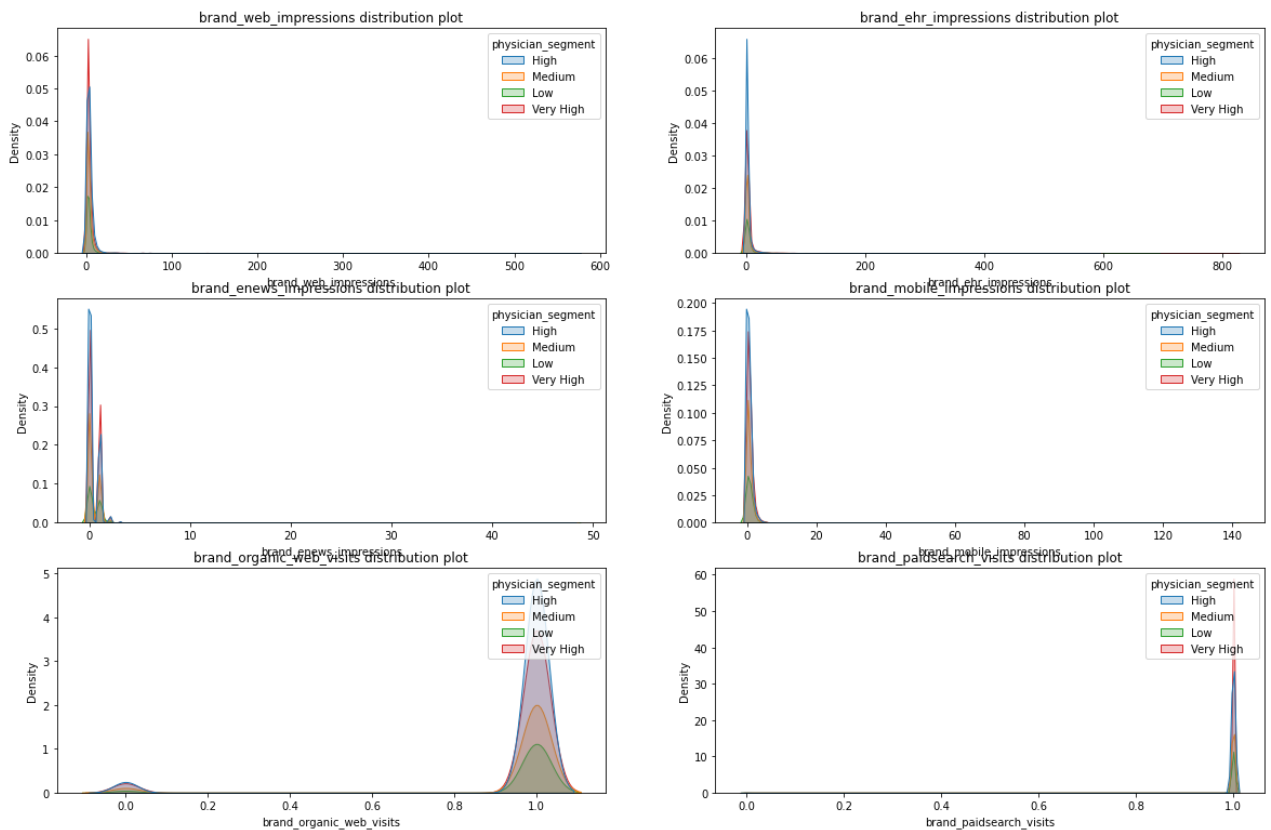 brand_web_impressions distribution plot
physician_segment
High
Medium
Low
Very High
Density
0.06
0.05
0.04
0.03
0.02
0.01
0.00
0 100 200 300 400 500 600
brand_web_impressions
brand_ehr_impressions distribution plot
physician_segment
High
Medium
Low
Very High
Density
0.06
0.05
0.04
0.03
0.02
0.01
0.00
0 200 400 600 800
brand_ehr_impressions
brand_enews_impressions distribution plot
physician_segment
High
Medium
Low
Very High
Density
0.5
0.4
0.3
0.2
0.1
0.0
0 10 20 30 40 50
brand_enews_impressions
brand_mobile_impressions distribution plot
physician_segment
High
Medium
Low
Very High
Density
0.200
0.175
0.150
0.125
0.100
0.075
0.050
0.025
0.000
0 20 40 60 80 100 120 140
brand_mobile_impressions
brand_organic_web_visits distribution plot
physician_segment
High
Medium
Low
Very High
Density
5
4
3
2
1
0
0.0 0.2 0.4 0.6 0.8 1.0
brand_organic_web_visits
brand_paidsearch_visits distribution plot
physician_segment
High
Medium
Low
Very High
Density
60
50
40
30
20
10
0
0.0 0.2 0.4 0.6 0.8 1.0
brand_paidsearch_visits